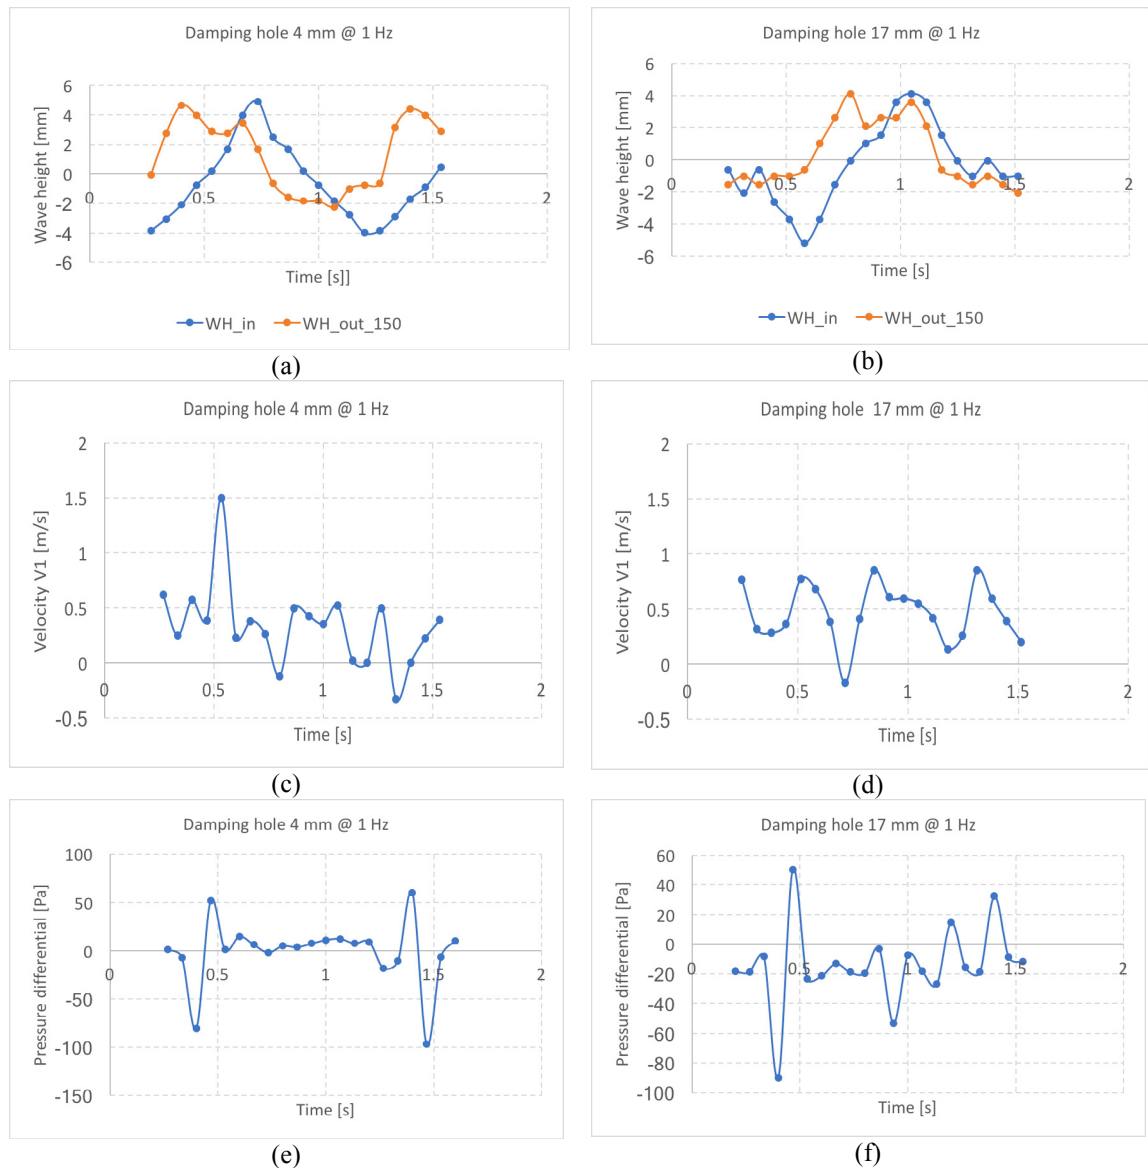 Damping hole 4 mm @ 1 Hz
6
4
2
0
-2
-4
-6
0
0.5
1
1.5
2
Wave height [mm]
Time [s]]
WH_in WH_out_150
(a)
Damping hole 17 mm @ 1 Hz
6
4
2
0
-2
-4
-6
0
0.5
1
1.5
2
Wave height [mm]
Time [s]
WH_in WH_out_150
(b)
Damping hole 4 mm @ 1 Hz
2
1.5
1
0.5
0
-0.5
0
0.5
1
1.5
2
Velocity V1 [m/s]
Time [s]
(c)
Damping hole 17 mm @ 1 Hz
2
1.5
1
0.5
0
-0.5
0
0.5
1
1.5
2
Velocity V1 [m/s]
Time [s]
(d)
Damping hole 4 mm @ 1 Hz
100
50
0
-50
-100
-150
0
0.5
1
1.5
2
Pressure differential [Pa]
Time [s]
(e)
Damping hole 17 mm @ 1 Hz
60
40
20
0
-20
-40
-60
-80
-100
0
0.5
1
1.5
2
Pressure differential [Pa]
Time [s]
(f)